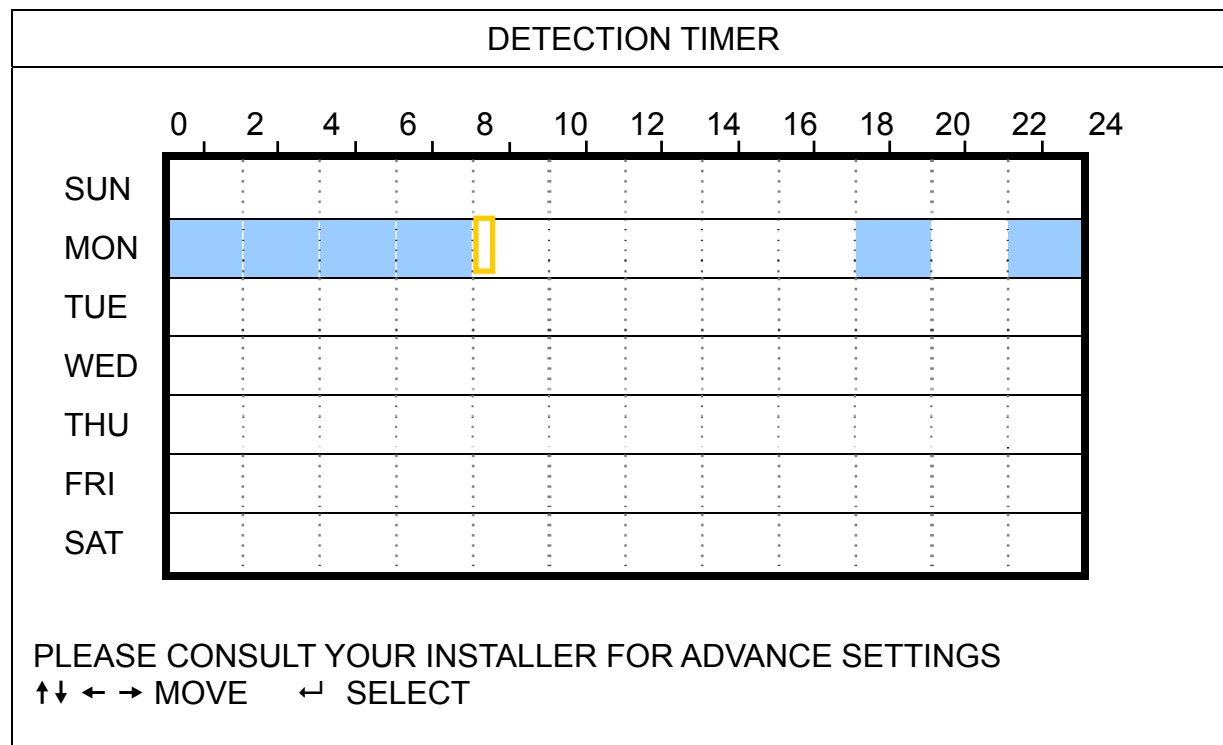 DETECTION TIMER
0 2 4 6 8 10 12 14 16 18 20 22 24
SUN
MON
TUE
WED
THU
FRI
SAT
PLEASE CONSULT YOUR INSTALLER FOR ADVANCE SETTINGS
↑↓ ← → MOVE ↵ SELECT